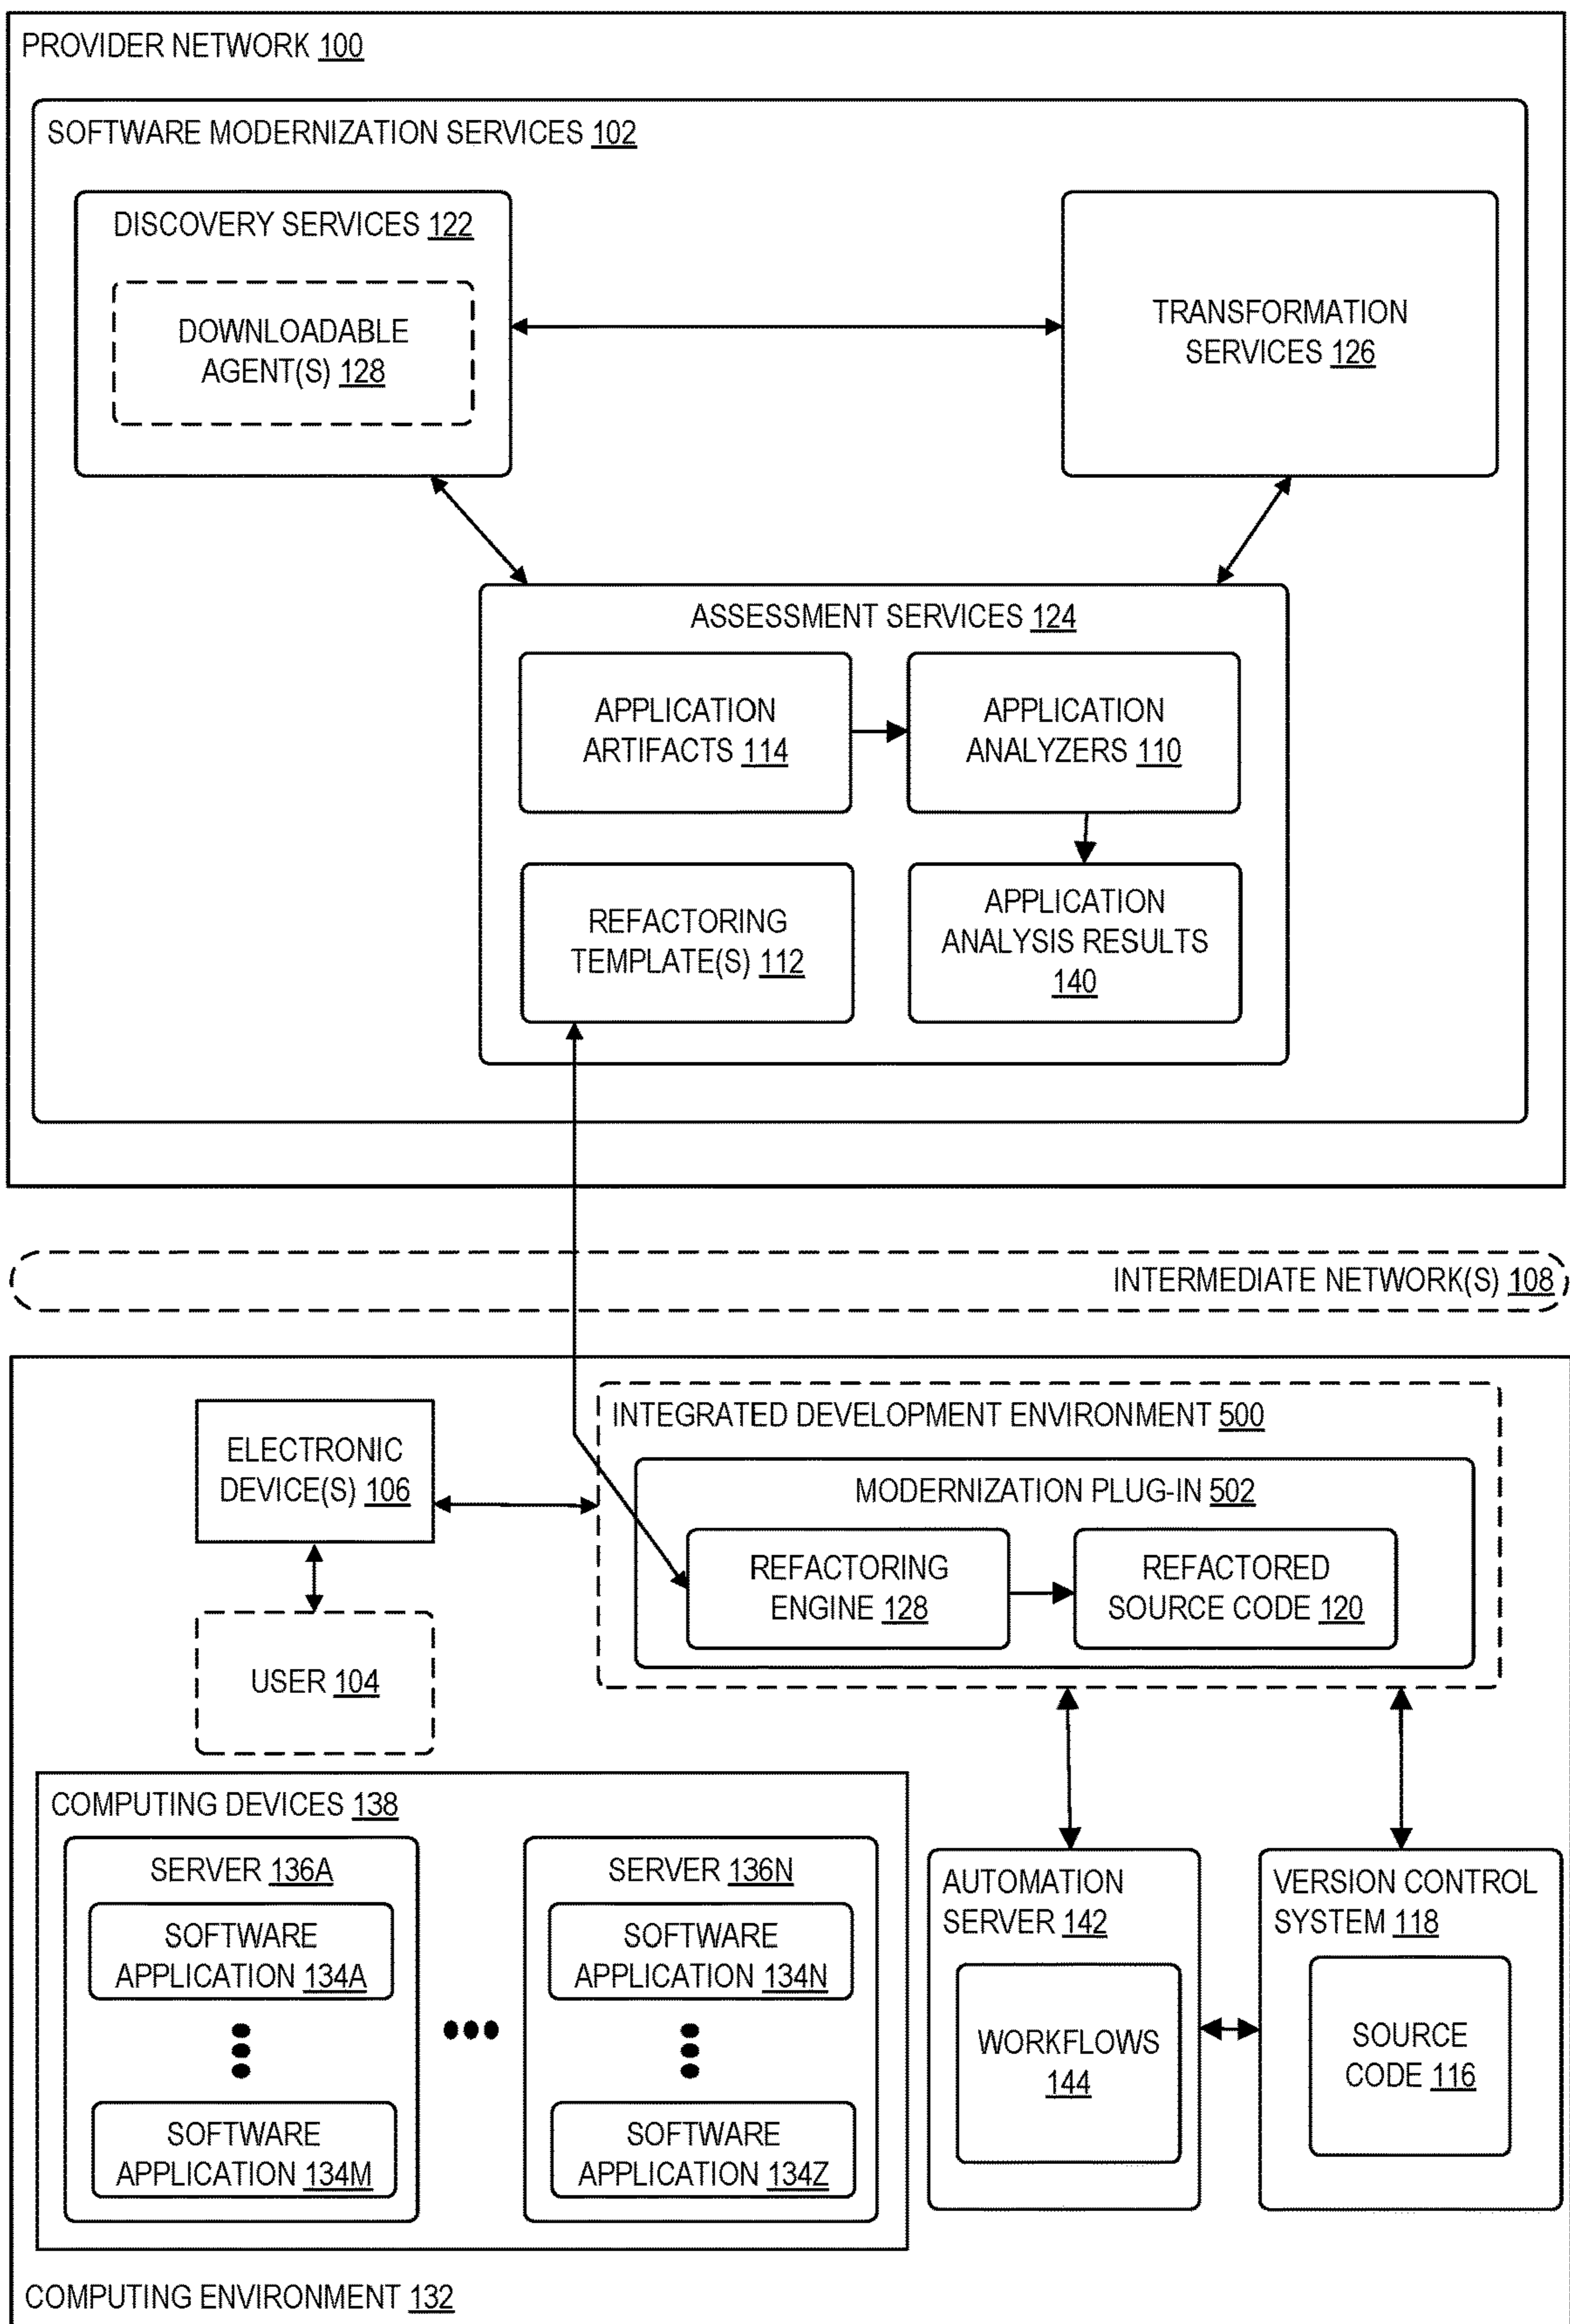 PROVIDER NETWORK 100
SOFTWARE MODERNIZATION SERVICES 102
DISCOVERY SERVICES 122
DOWNLOADABLE
AGENT(S) 128
TRANSFORMATION
SERVICES 126
ASSESSMENT SERVICES 124
APPLICATION
ARTIFACTS 114
APPLICATION
ANALYZERS 110
REFACTORING
TEMPLATE(S) 112
APPLICATION
ANALYSIS RESULTS
140
INTERMEDIATE NETWORK(S) 108
ELECTRONIC
DEVICE(S) 106
USER 104
INTEGRATED DEVELOPMENT ENVIRONMENT 500
MODERNIZATION PLUG-IN 502
REFACTORING
ENGINE 128
REFACTORED
SOURCE CODE 120
COMPUTING DEVICES 138
SERVER 136A
SOFTWARE
APPLICATION 134A
SOFTWARE
APPLICATION 134M
SERVER 136N
SOFTWARE
APPLICATION 134N
SOFTWARE
APPLICATION 134Z
AUTOMATION
SERVER 142
WORKFLOWS
144
VERSION CONTROL
SYSTEM 118
SOURCE
CODE 116
COMPUTING ENVIRONMENT 132